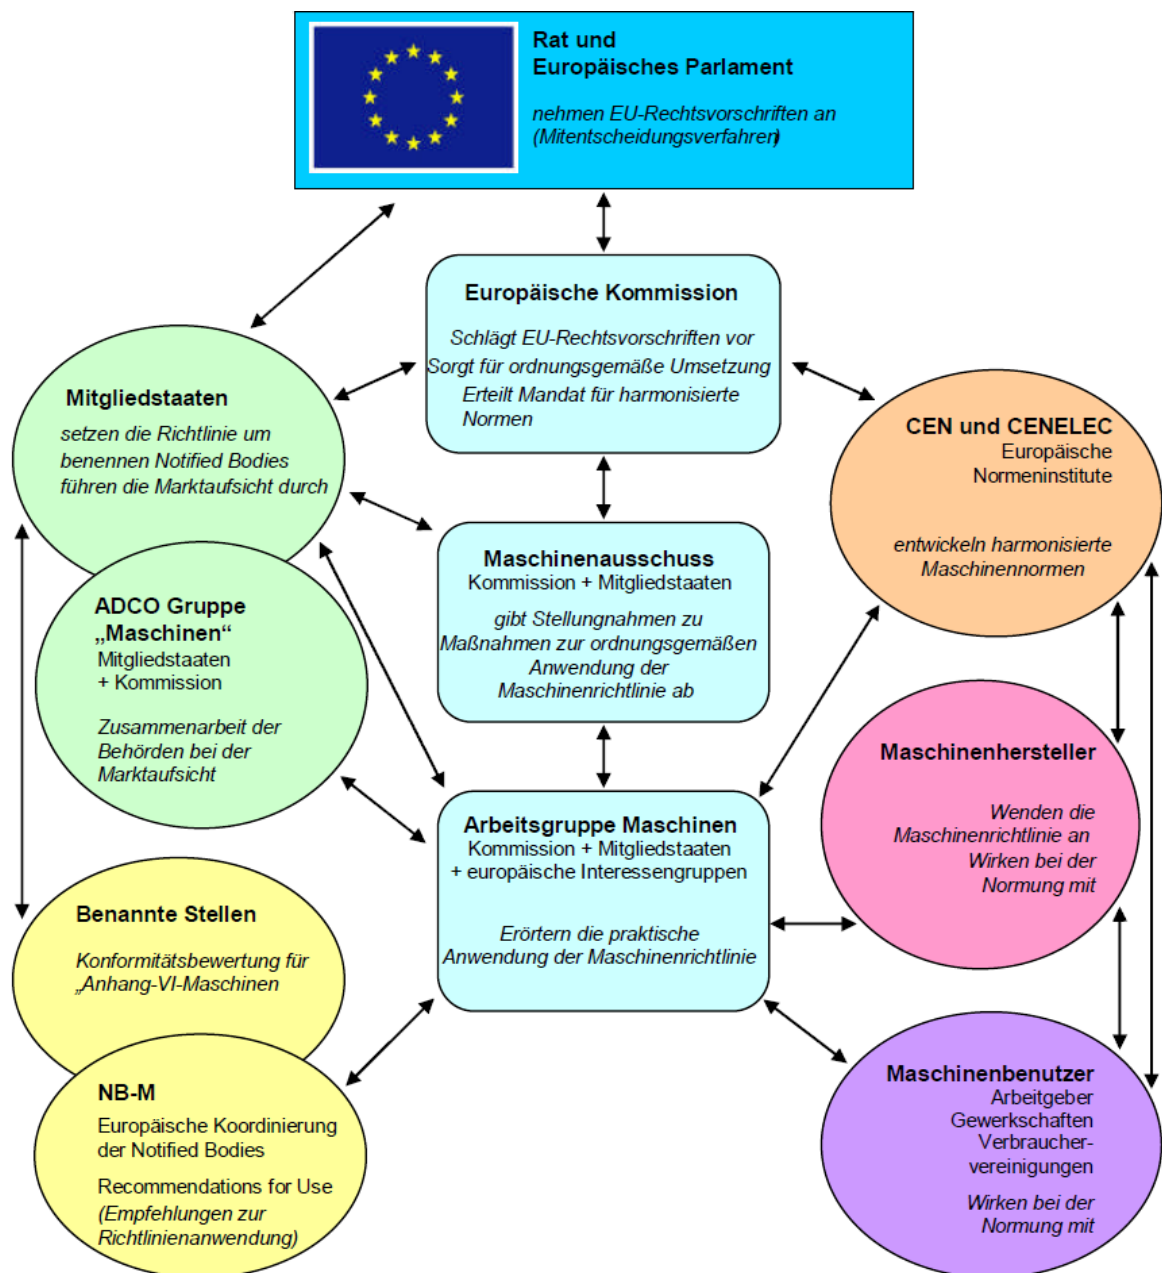 Rat und
Europäisches Parlament
nehmen EU-Rechtsvorschriften an
(Mitentscheidungsverfahren)
Europäische Kommission
Schlägt EU-Rechtsvorschriften vor
Sorgt für ordnungsgemäße Umsetzung
Erteilt Mandat für harmonisierte
Normen
Mitgliedstaaten
setzen die Richtlinie um
benennen Notified Bodies
führen die Marktaufsicht durch
CEN und CENELEC
Europäische
Normeninstitute
entwickeln harmonisierte
Maschinennormen
Maschinenausschuss
Kommission + Mitgliedstaaten
gibt Stellungnahmen zu
Maßnahmen zur ordnungsgemäßen
Anwendung der
Maschinenrichtlinie ab
ADCO Gruppe
„Maschinen“
Mitgliedstaaten
+ Kommission
Zusammenarbeit der
Behörden bei der
Marktaufsicht
Maschinenhersteller
Wenden die
Maschinenrichtlinie an
Wirken bei der
Normung mit
Arbeitsgruppe Maschinen
Kommission + Mitgliedstaaten
+ europäische Interessengruppen
Erörtern die praktische
Anwendung der Maschinenrichtlinie
Benannte Stellen
Konformitätsbewertung für
„Anhang-VI-Maschinen
NB-M
Europäische Koordinierung
der Notified Bodies
Recommendations for Use
(Empfehlungen zur
Richtlinienanwendung)
Maschinenbenutzer
Arbeitgeber
Gewerkschaften
Verbraucher-
vereinigungen
Wirken bei der
Normung mit